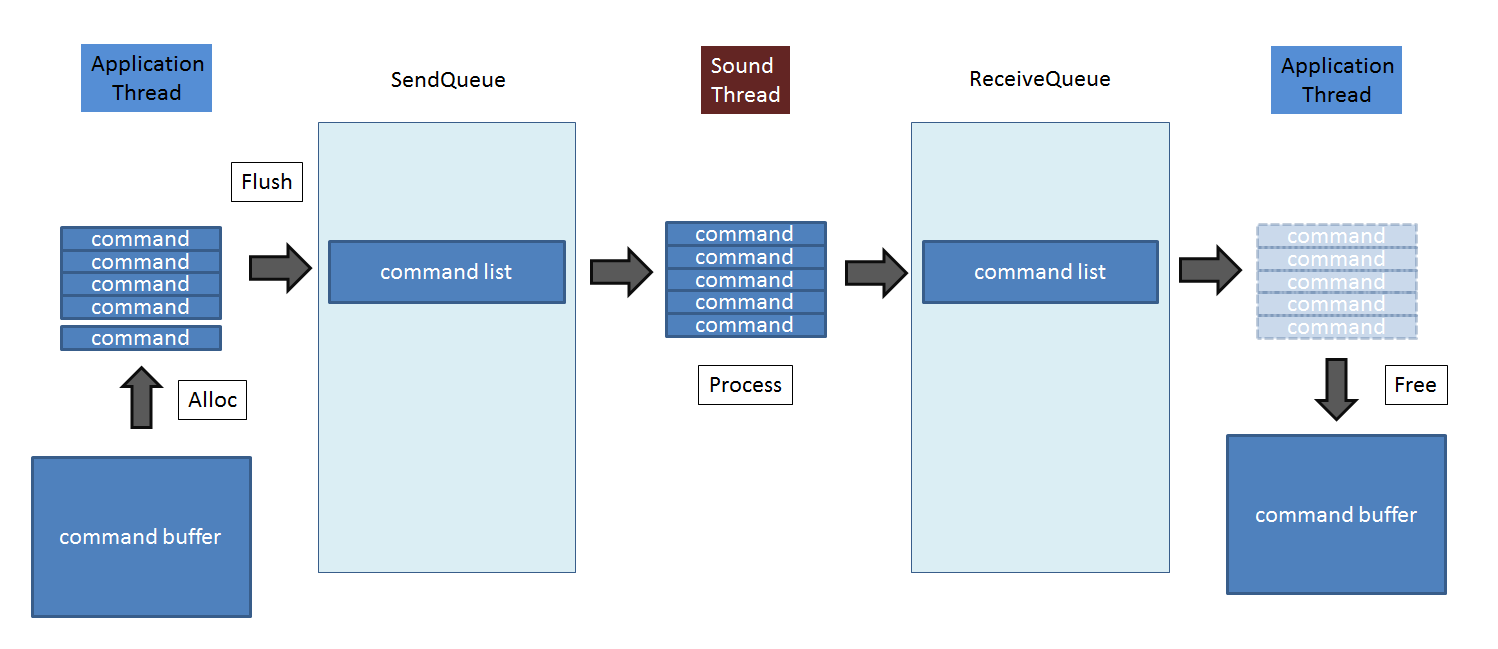 Application
Thread
SendQueue
Sound
Thread
ReceiveQueue
Application
Thread
Flush
command
command
command
command
command
command list
command
command
command
command
command
command list
command
command
command
command
command
Alloc
Process
Free
command buffer
command buffer